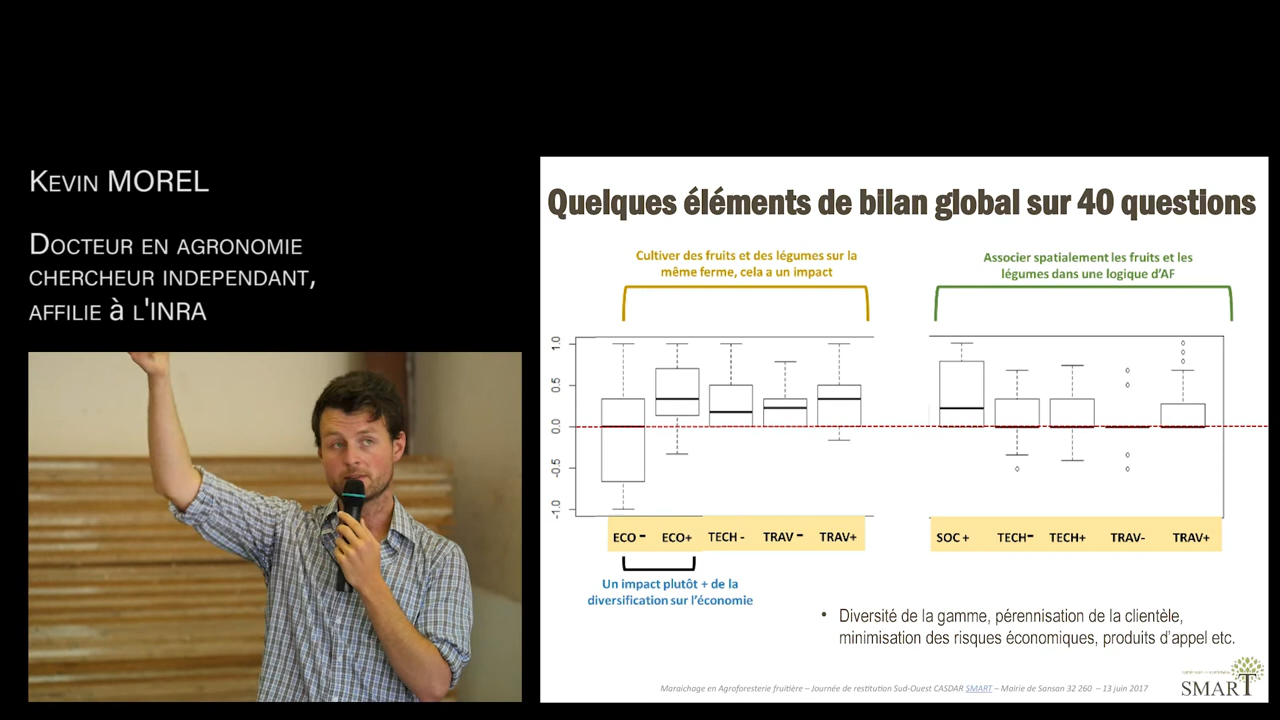 KEVIN MOREL
DOCTEUR EN AGRONOMIE
CHERCHEUR INDEPENDANT,
AFFILIE à L'INRA
Quelques éléments de bilan global sur 40 questions
Cultiver des fruits et des légumes sur la
même ferme, cela a un impact
Associer spatialement les fruits et les
légumes dans une logique d'AF
1.0
0.5
0.0
-0.5
-1.0
ECO - ECO+ TECH - TRAV - TRAV+
SOC + TECH- TECH+ TRAV- TRAV+
Un impact plutôt + de la
diversification sur l'économie
• Diversité de la gamme, pérennisation de la clientèle,
minimisation des risques économiques, produits d'appel etc.
Maraichage en Agroforesterie fruitière – Journée de restitution Sud-Ouest CASDAR SMART – Mairie de Sansan 32 260 – 13 juin 2017
SMART